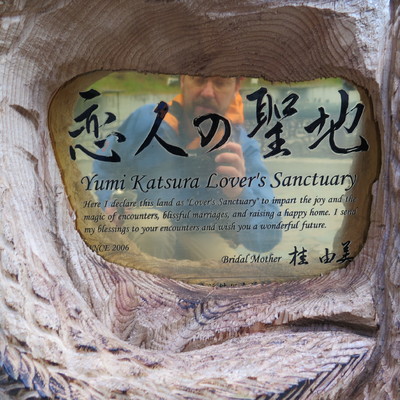 恋人の聖地
Yumi Katsura Lover's Sanctuary
Here I declare this land as 'Lover's Sanctuary' to impart the joy and the
magic of encounters, blissful marriages, and raising a happy home. I send
my blessings to your encounters and wish you a wonderful future.
SINCE 2006
Bridal Mother 桂 由美